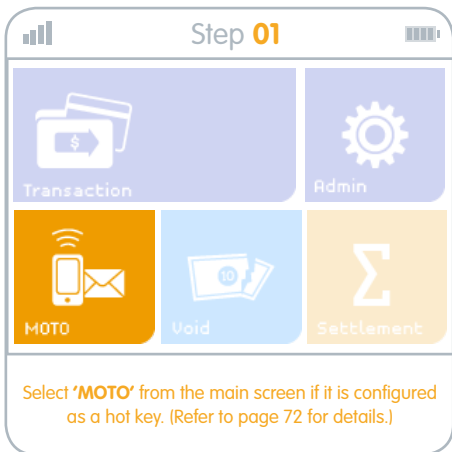 Step 01
$
Transaction
Admin
10
MOTO
Void
Σ
Settlement
Select 'MOTO' from the main screen if it is configured
as a hot key. (Refer to page 72 for details.)